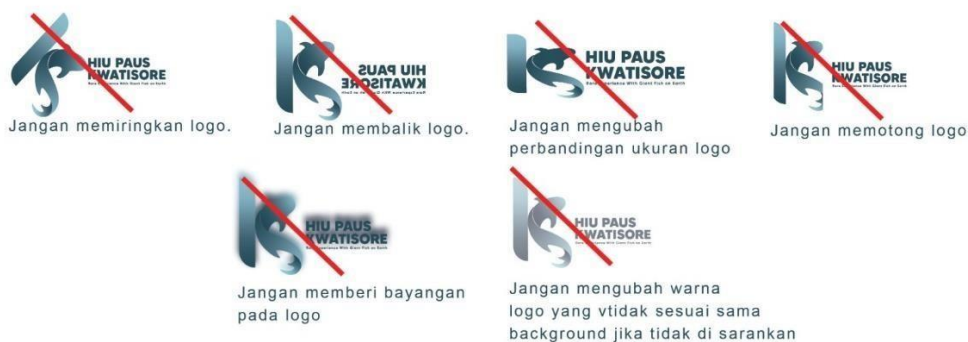 HIU PAUS
KWATISORE
Jangan memiringkan logo.
HIU PAUS
KWATISORE
Jangan membalik logo.
HIU PAUS
KWATISORE
Jangan mengubah
perbandingan ukuran logo
HIU PAUS
KWATISORE
Jangan memotong logo
HIU PAUS
KWATISORE
Jangan memberi bayangan
pada logo
HIU PAUS
KWATISORE
Jangan mengubah warna
logo yang vtidak sesuai sama
background jika tidak di sarankan